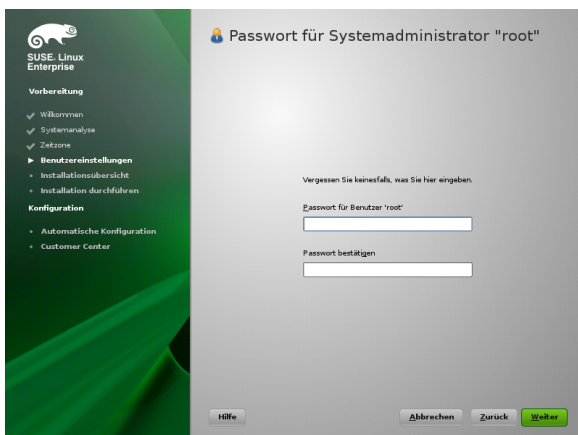 SUSE. Linux
Enterprise
Vorbereitung
Willkommen
Systemanalyse
Zeitzone
Benutzereinstellungen
Installationsübersicht
Installation durchführen
Konfiguration
Automatische Konfiguration
Customer Center
Passwort für Systemadministrator "root"
Vergessen Sie keinesfalls, was Sie hier eingeben.
Passwort für Benutzer 'root'
Passwort bestätigen
Hilfe
Abbrechen
Zurück
Weiter